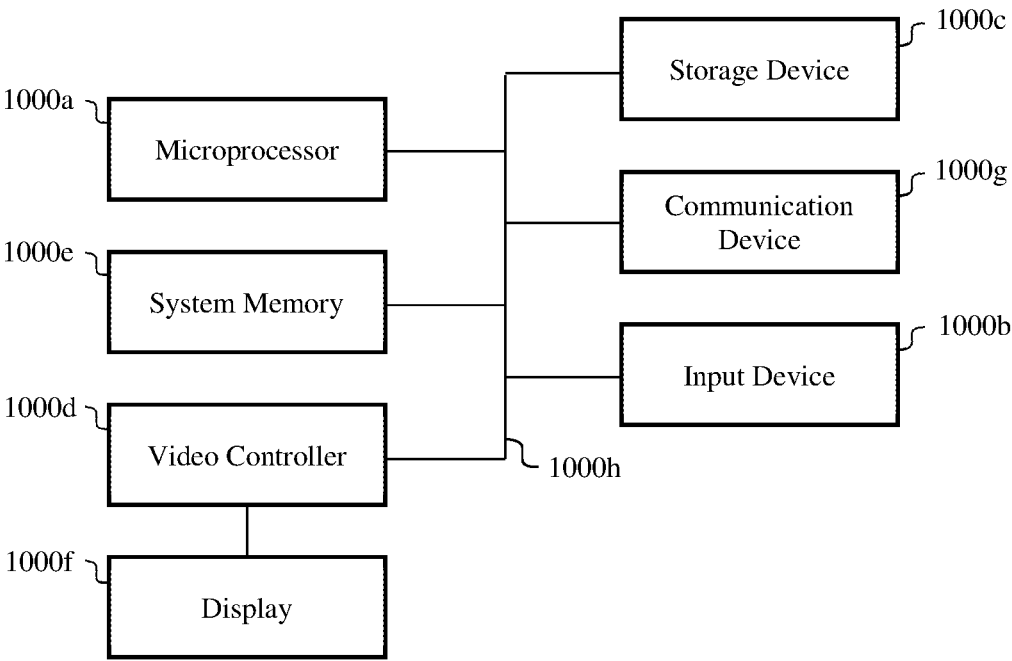 1000a
Microprocessor
1000e
System Memory
1000d
Video Controller
1000f
Display
1000c
Storage Device
1000g
Communication
Device
1000b
Input Device
1000h